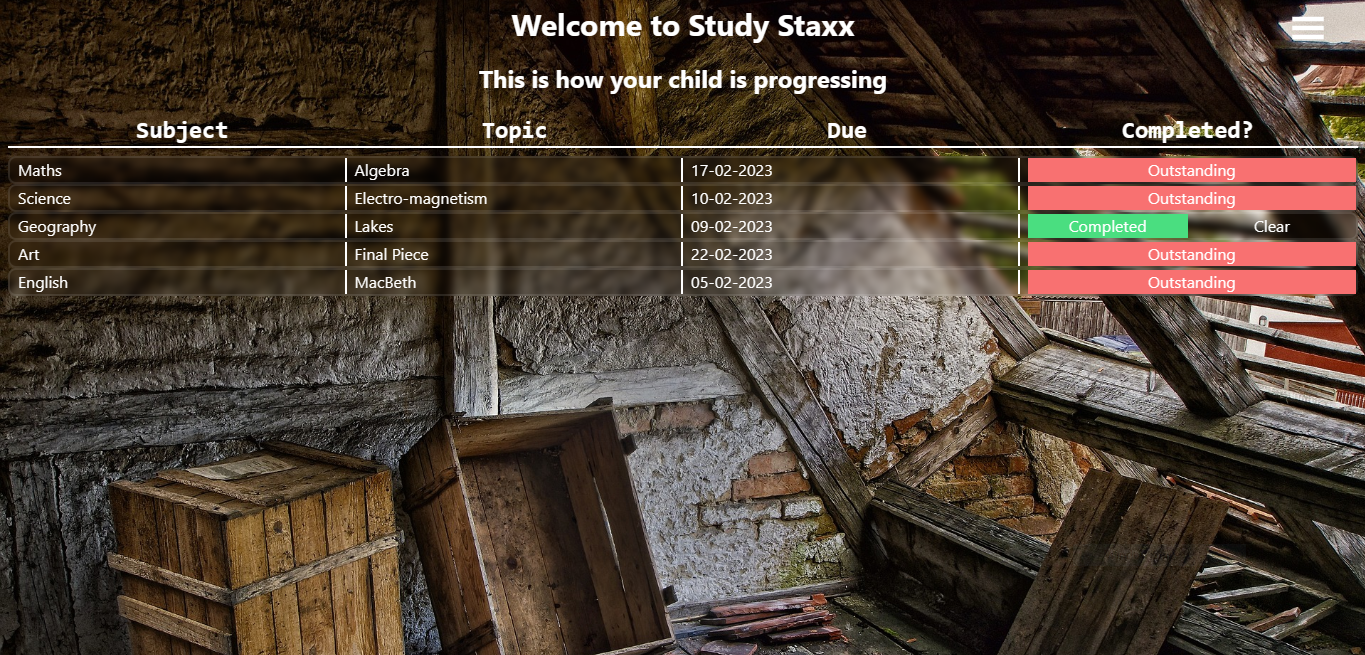 Welcome to Study Staxx
This is how your child is progressing
Subject Topic Due Completed?
Maths Algebra 17-02-2023 Outstanding
Science Electro-magnetism 10-02-2023 Outstanding
Geography Lakes 09-02-2023 Completed Clear
Art Final Piece 22-02-2023 Outstanding
English MacBeth 05-02-2023 Outstanding